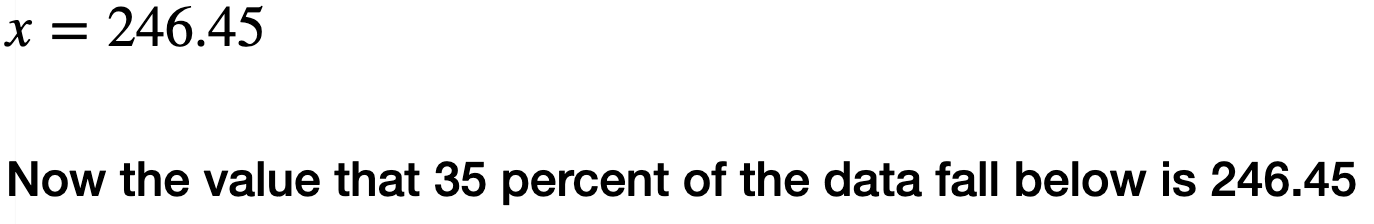 x = 246.45
Now the value that 35 percent of the data fall below is 246.45